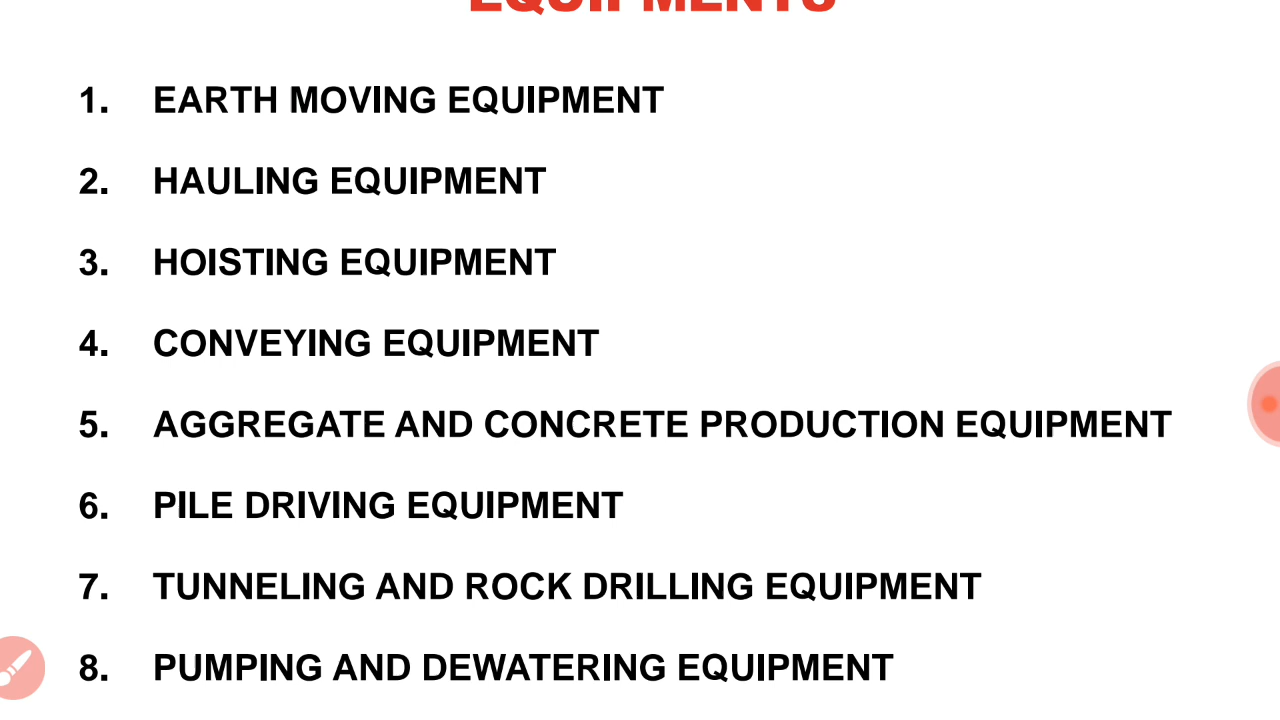 EQUIPMENTS
1. EARTH MOVING EQUIPMENT
2. HAULING EQUIPMENT
3. HOISTING EQUIPMENT
4. CONVEYING EQUIPMENT
5. AGGREGATE AND CONCRETE PRODUCTION EQUIPMENT
6. PILE DRIVING EQUIPMENT
7. TUNNELING AND ROCK DRILLING EQUIPMENT
8. PUMPING AND DEWATERING EQUIPMENT